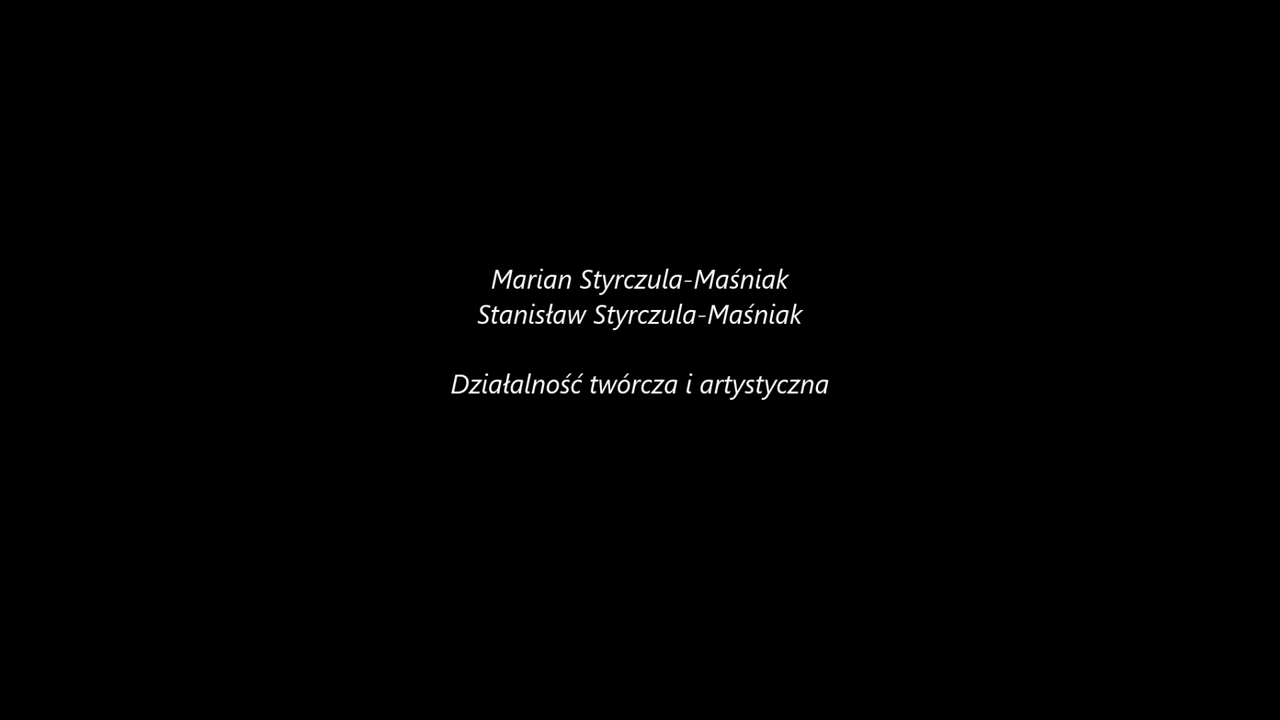 Marian Styrczula-Maśniak
Stanisław Styrczula-Maśniak
Działalność twórcza i artystyczna